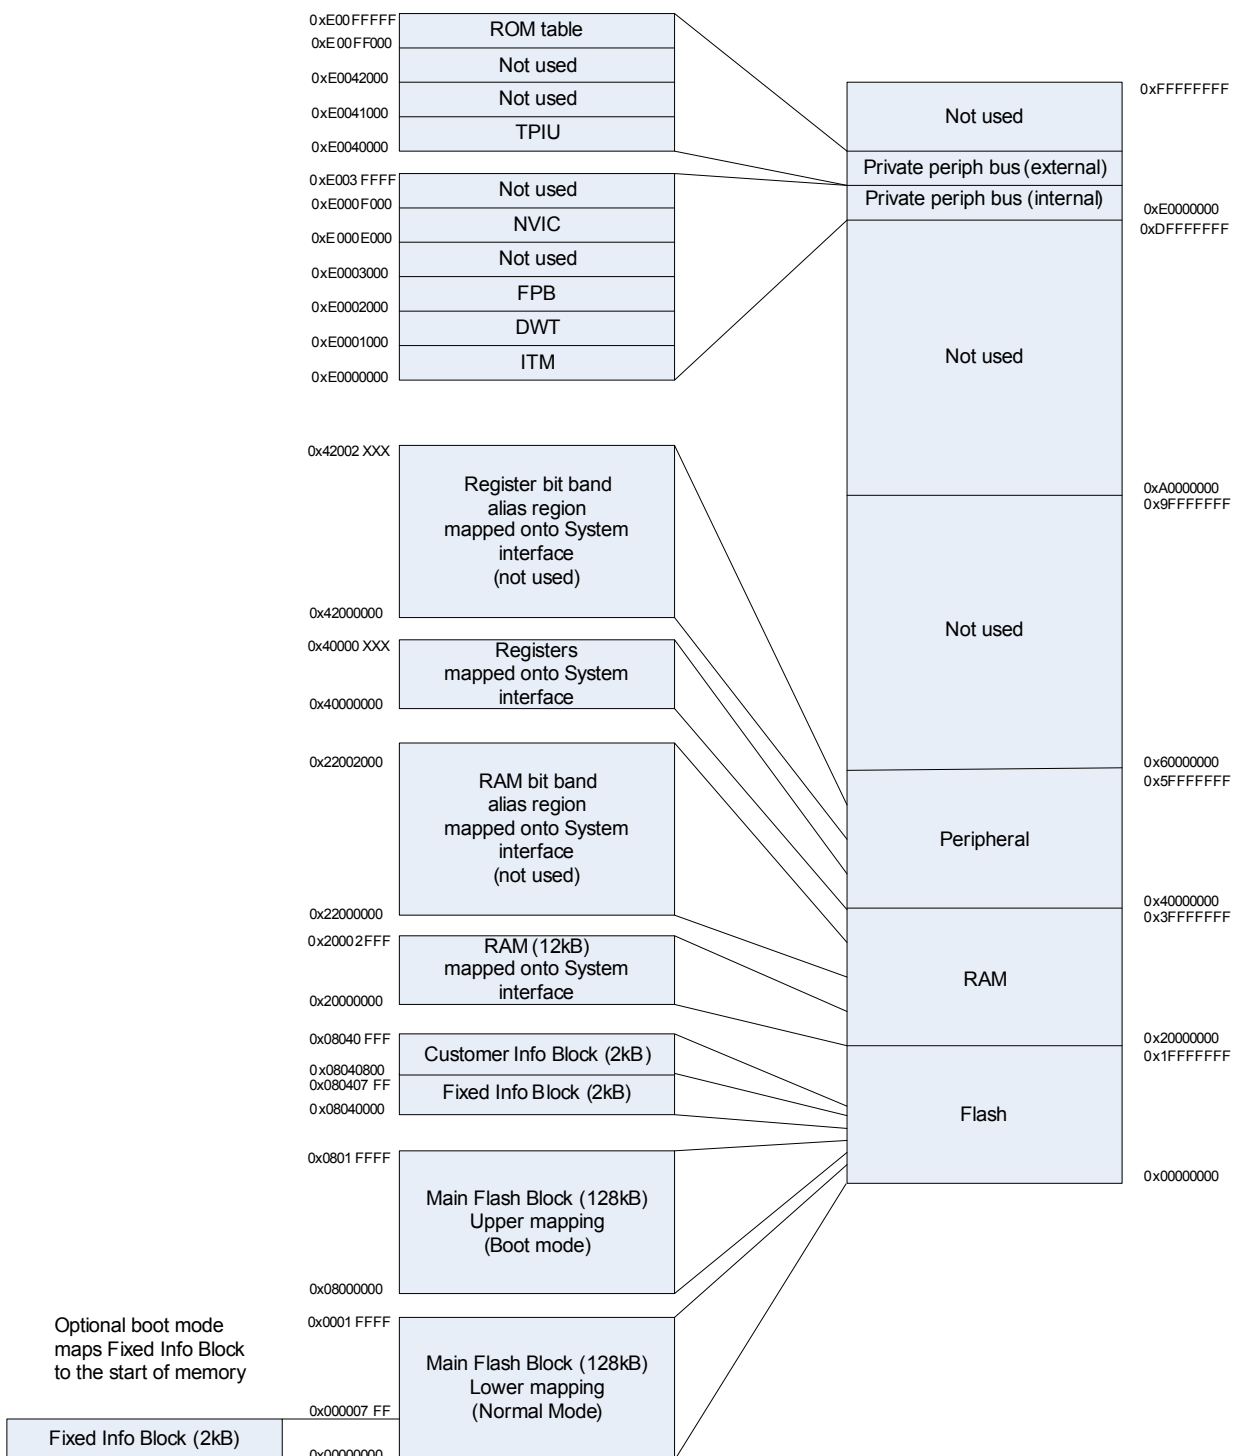 0xE00FFFFF
ROM table
0xE00FF000
Not used
0xE0042000
Not used
0xE0041000
TPIU
0xE0040000
0xE003FFFF
Not used
0xE000F000
NVIC
0xE000E000
Not used
0xE0003000
FPB
0xE0002000
DWT
0xE0001000
ITM
0xE0000000
0x42002XXX
Register bit band
alias region
mapped onto System
interface
(not used)
0x42000000
0x40000XXX
Registers
mapped onto System
interface
0x40000000
0x22002000
RAM bit band
alias region
mapped onto System
interface
(not used)
0x22000000
0x20002FFF
RAM (12kB)
mapped onto System
interface
0x20000000
0x08040FFF
Customer Info Block (2kB)
0x08040800
0x080407FF
Fixed Info Block (2kB)
0x08040000
0x0801FFFF
Main Flash Block (128kB)
Upper mapping
(Boot mode)
0x08000000
0x0001FFFF
Main Flash Block (128kB)
Lower mapping
(Normal Mode)
0x000007FF
0x00000000
Optional boot mode
maps Fixed Info Block
to the start of memory
Fixed Info Block (2kB)
0xFFFFFFFF
Not used
Private periph bus (external)
Private periph bus (internal)
0xE0000000
0xDFFFFFFF
Not used
0xA0000000
0x9FFFFFFF
Not used
0x60000000
0x5FFFFFFF
Peripheral
0x40000000
0x3FFFFFFF
RAM
0x20000000
0x1FFFFFFF
Flash
0x00000000